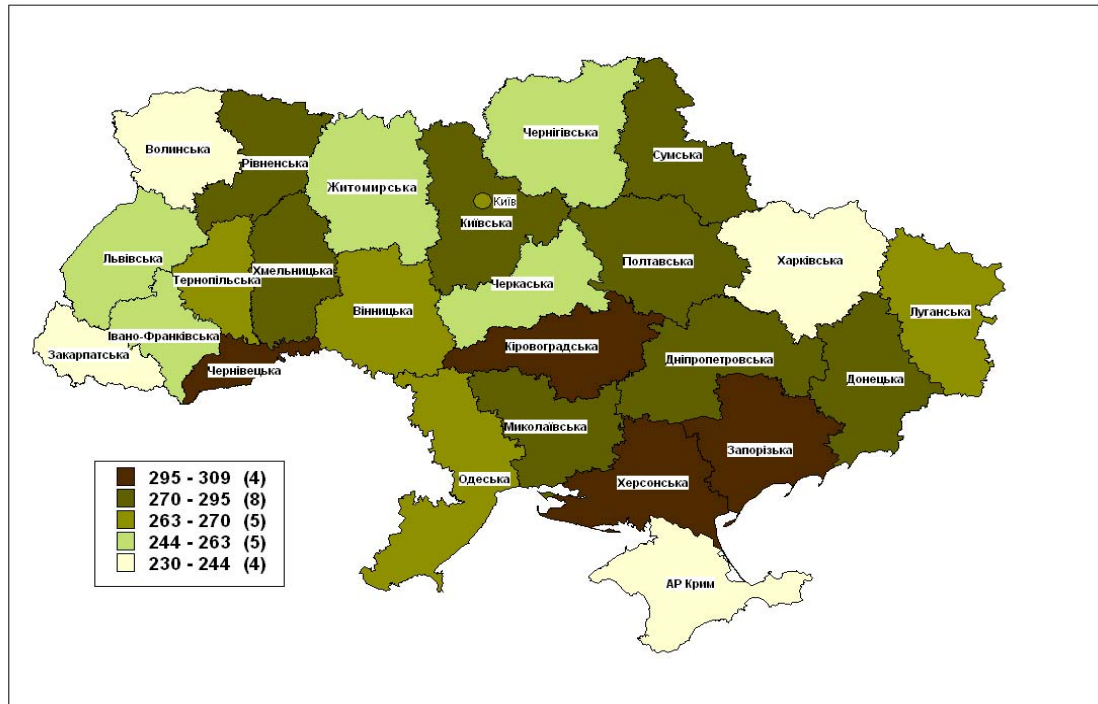 Чернігівська
Волинська
Рівненська
Сумська
Житомирська
Київ
Київська
Львівська
Хмельницька
Тернопільська
Полтавська
Харківська
Черкаська
Вінницька
Луганська
Івано-Франківська
Закарпатська
Кіровоградська
Дніпропетровська
Чернівецька
Донецька
Миколаївська
Запорізька
Одеська
Херсонська
АР Крим
295 - 309 (4)
270 - 295 (8)
263 - 270 (5)
244 - 263 (5)
230 - 244 (4)